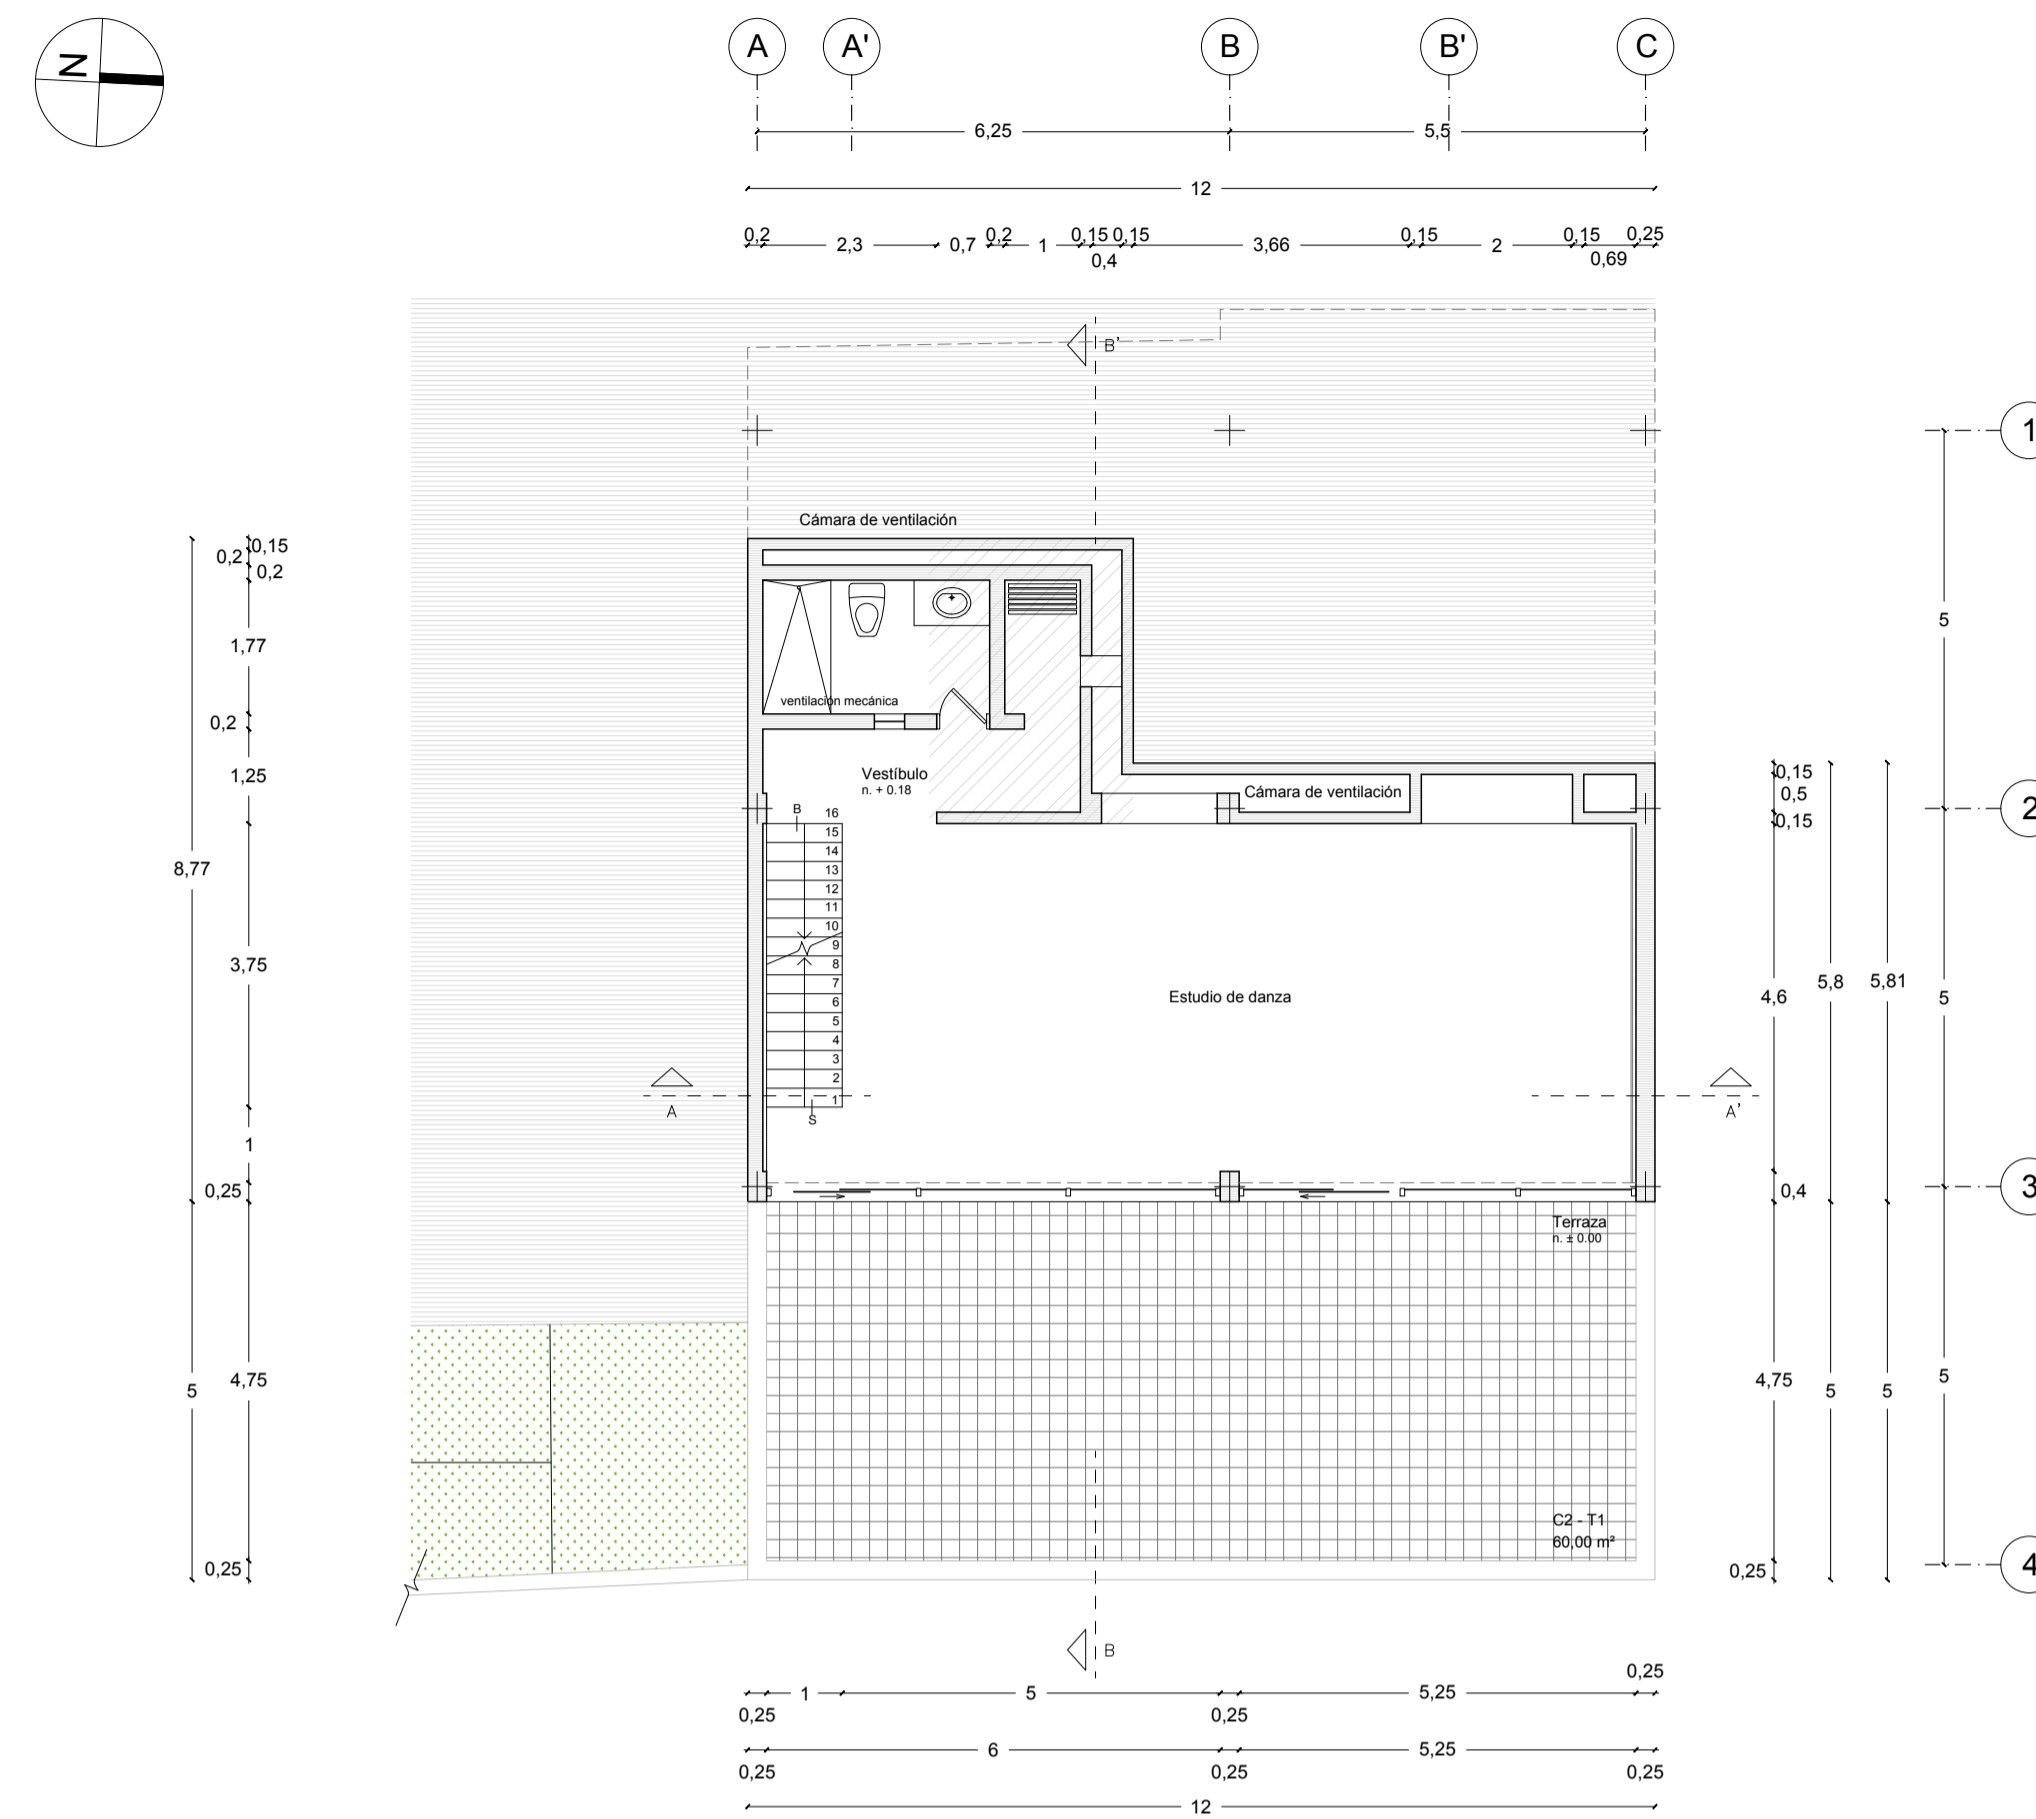 N
A A' B B' C
6,25 5,5
12
0,2 2,3 0,7 0,2 1 0,15 0,15 3,66 0,15 2 0,15 0,25
0,4 0,69
B'
1
Cámara de ventilación
0,15
0,2
0,2
5
1,77
ventilación mecánica
0,2
1,25
Vestíbulo
n. + 0.18
Cámara de ventilación
0,15
0,5
0,15
2
B
16
15
14
13
12
11
10
9
8
7
6
5
4
3
2
1
S
8,77
3,75
Estudio de danza
4,6 5,8 5,81 5
A A'
1
0,25
0,4
3
Terraza
n. ± 0.00
5 4,75
4,75 5 5 5
C2 - T1
60,00 m²
0,25
0,25
4
B
0,25
1 5 5,25
0,25 0,25
6 5,25
0,25 0,25 0,25
12